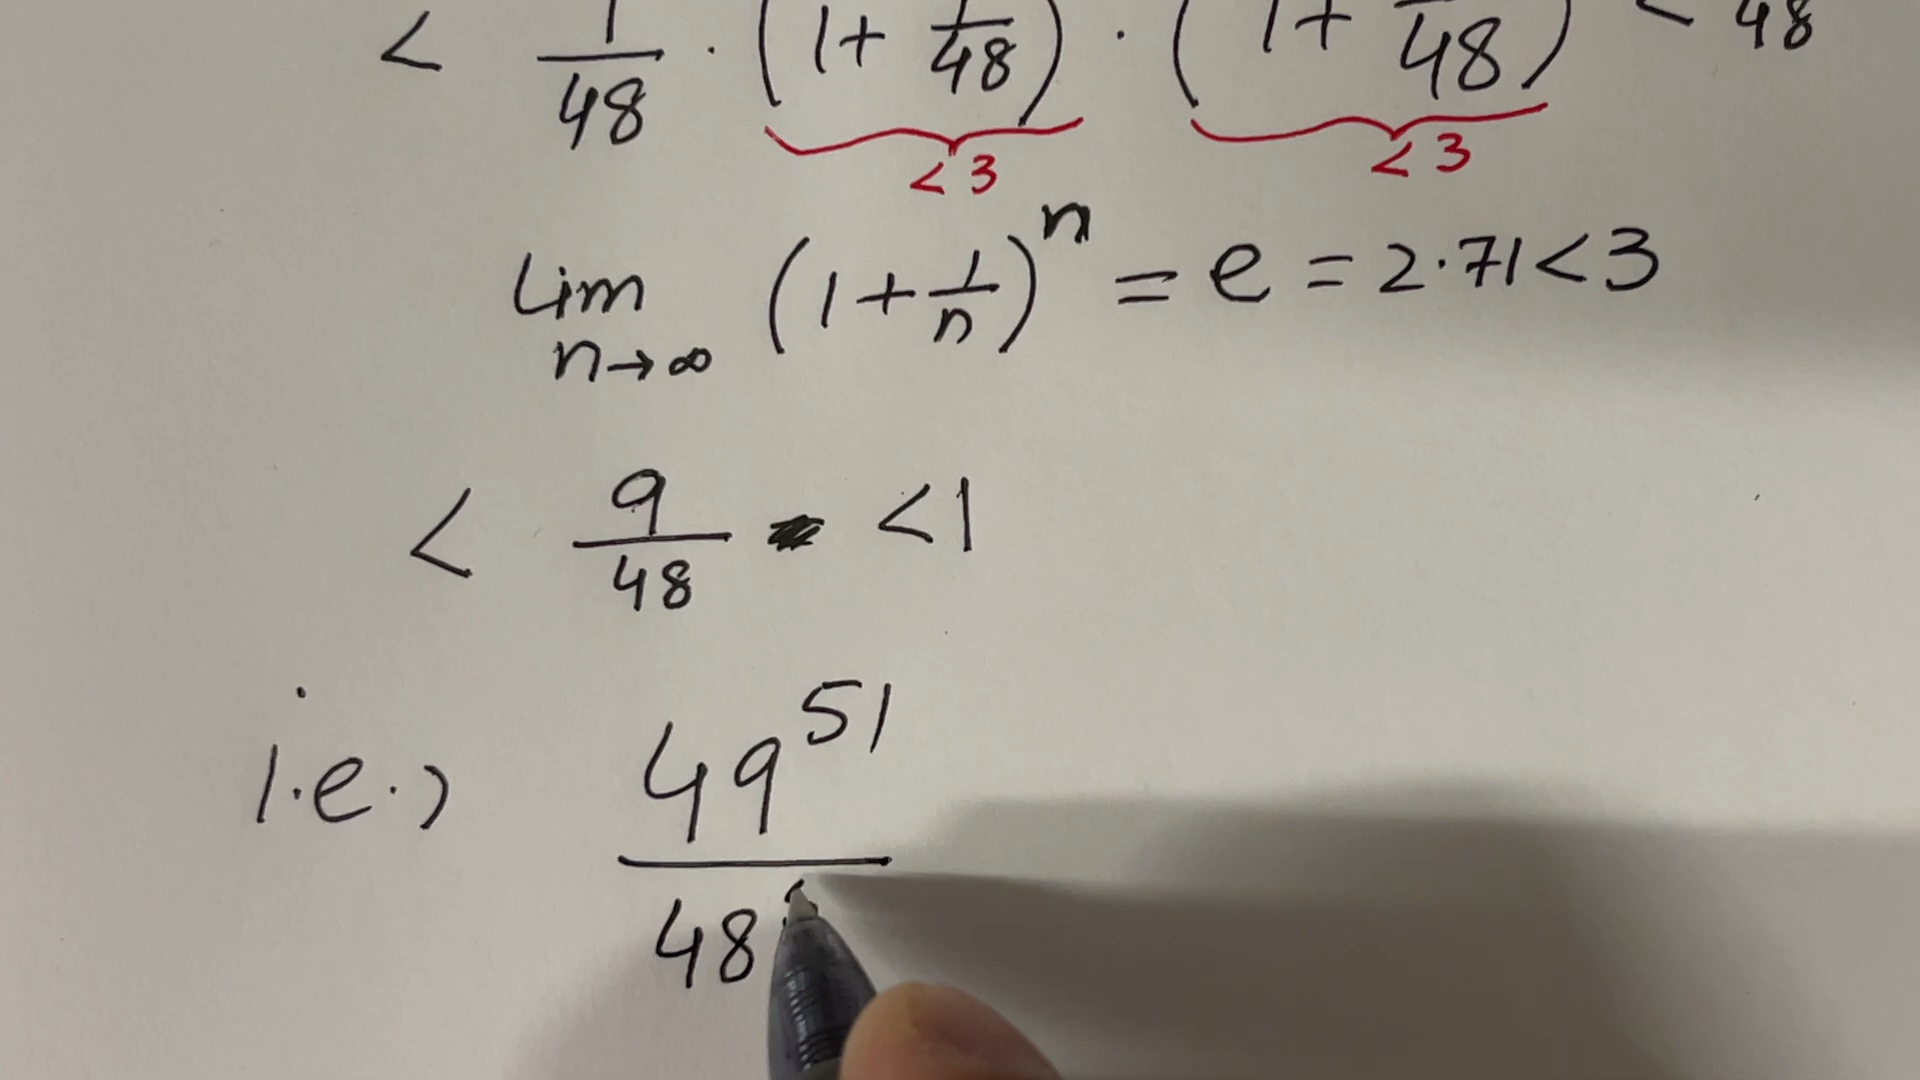 < 1/48 · (1+ 1/48) · (1+ 1/48) < 48
<3 <3
Lim n→∞ (1+ 1/n)^n = e = 2.71<3
< 9/48 <1
i.e., 49^51
48